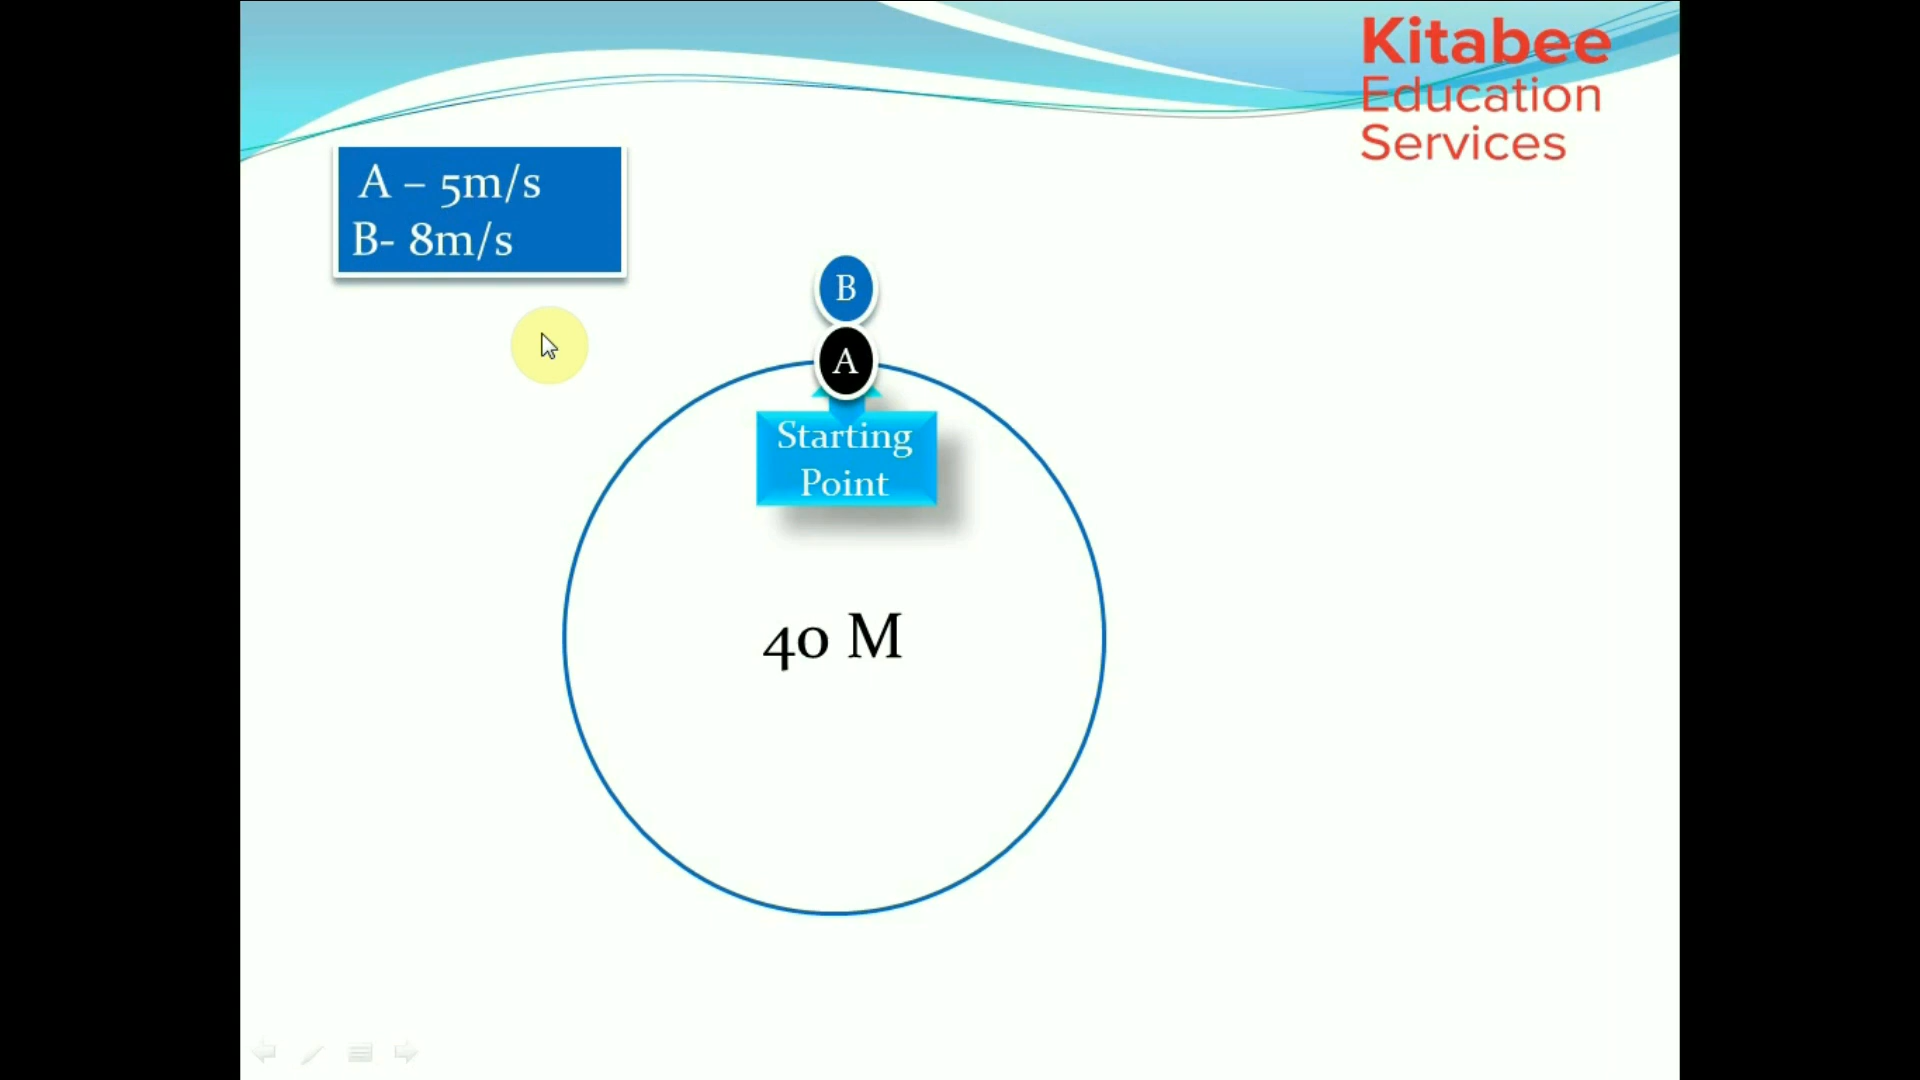 Kitabee
Education
Services
A – 5m/s
B- 8m/s
B
A
Starting
Point
40 M